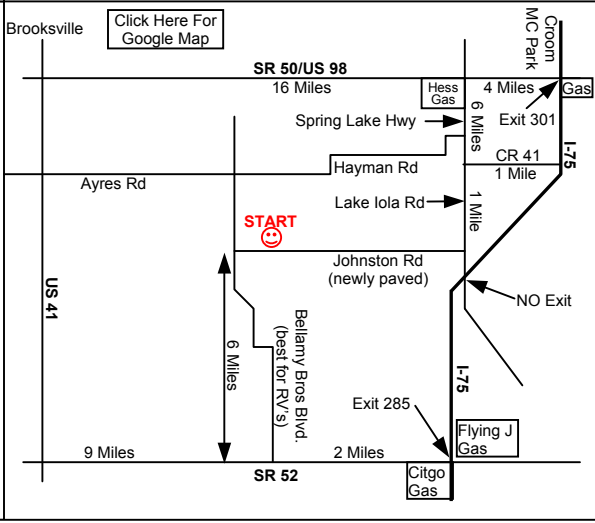 Brooksville
Click Here For
Google Map
Croom
MC Park
SR 50/US 98
16 Miles
Hess
Gas
4 Miles
Gas
Spring Lake Hwy
6 Miles
Exit 301
I-75
CR 41
1 Mile
Hayman Rd
Ayres Rd
Lake Iola Rd
1 Mile
START
Johnston Rd
(newly paved)
NO Exit
US 41
6 Miles
Bellamy Bros Blvd.
(best for RV's)
I-75
Exit 285
Flying J
Gas
9 Miles
2 Miles
SR 52
Citgo
Gas